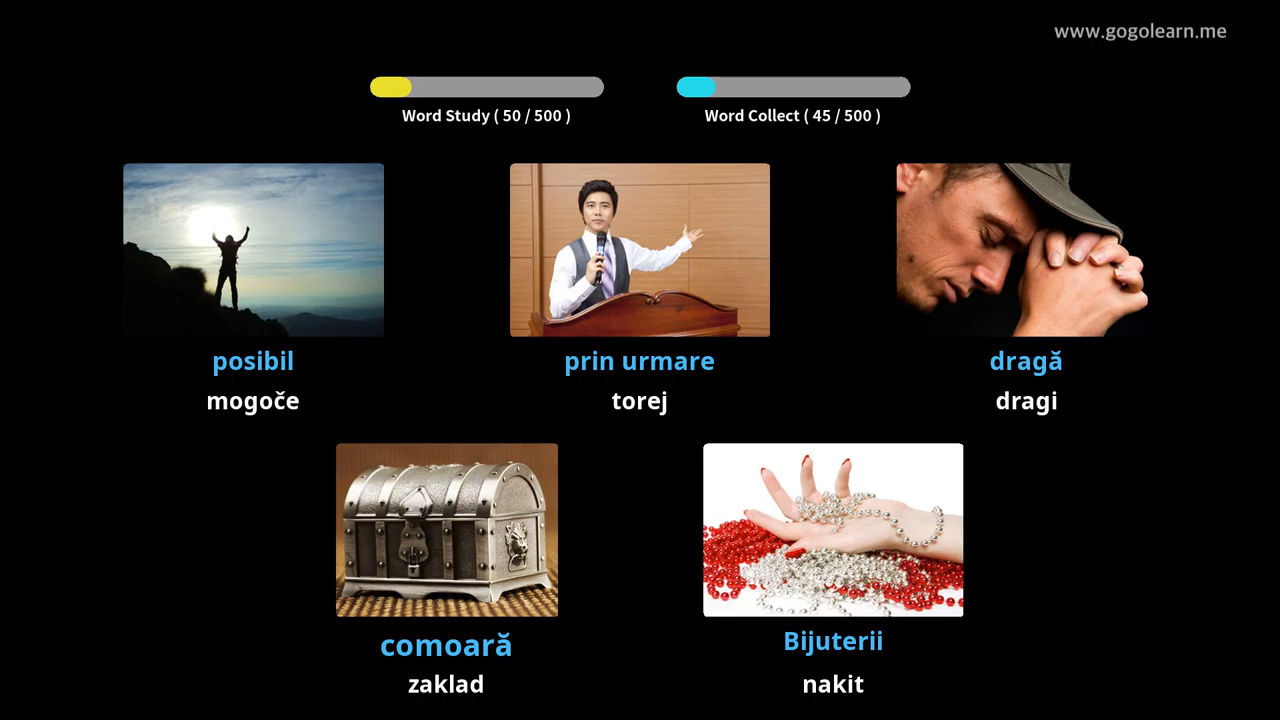 www.gogolearn.me
Word Study ( 50 / 500 )
Word Collect ( 45 / 500 )
posibil
mogoče
prin urmare
torej
dragă
dragi
comoară
zaklad
Bijuterii
nakit